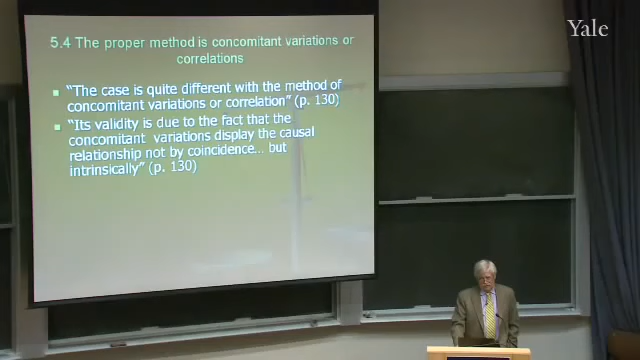 Yale
5.4 The proper method is concomitant variations or
correlations
"The case is quite different with the method of
concomitant variations or correlation" (p. 130)
"Its validity is due to the fact that the
concomitant variations display the causal
relationship not by coincidence... but
intrinsically" (p. 130)